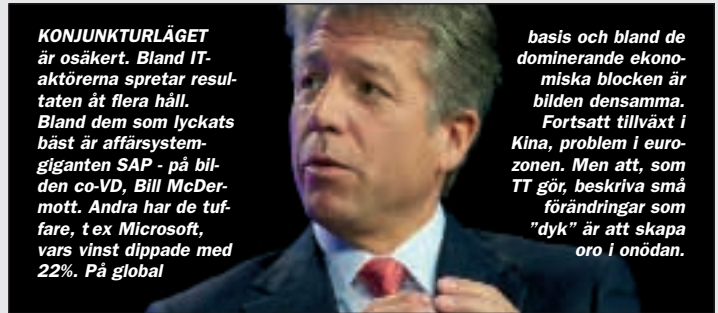 KONJUNKTURLÄGET
är osäkert. Bland IT-
aktörerna spretar resul-
taten åt flera håll.
Bland dem som lyckats
bäst är affärsystem-
giganten SAP - på bil-
den co-VD, Bill McDer-
mott. Andra har de tuf-
fare, t ex Microsoft,
vars vinst dippade med
22%. På global
basis och bland de
dominerande ekono-
miska blocken är
bilden densamma.
Fortsatt tillväxt i
Kina, problem i euro-
zonen. Men att, som
TT gör, beskriva små
förändringar som
”dyk” är att skapa
oro i onödan.